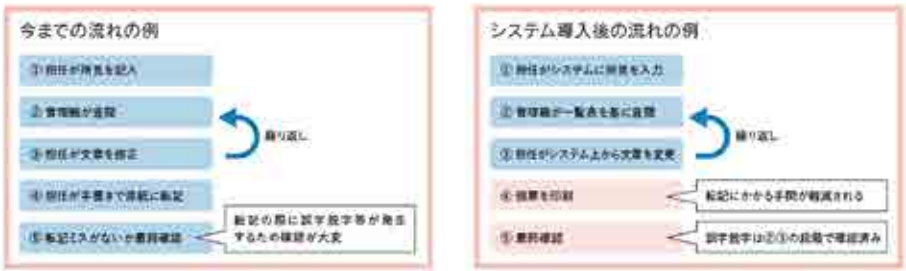 今までの流れの例
① 担任が所見を記入
② 管理職が査閲
③ 担任が文章を修正
繰り返し
④ 担任が手書きで原紙に転記
⑤ 転記ミスがないか最終確認
転記の際に誤字脱字等が発生
するための確認が大変
システム導入後の流れの例
① 担任がシステムに所見を入力
② 管理職が一覧表を基に査閲
③ 担任がシステム上から文章を変更
繰り返し
④ 結果を印刷
転記にかかる手間が軽減される
⑤ 最終確認
誤字脱字は②③の段階で確認済み